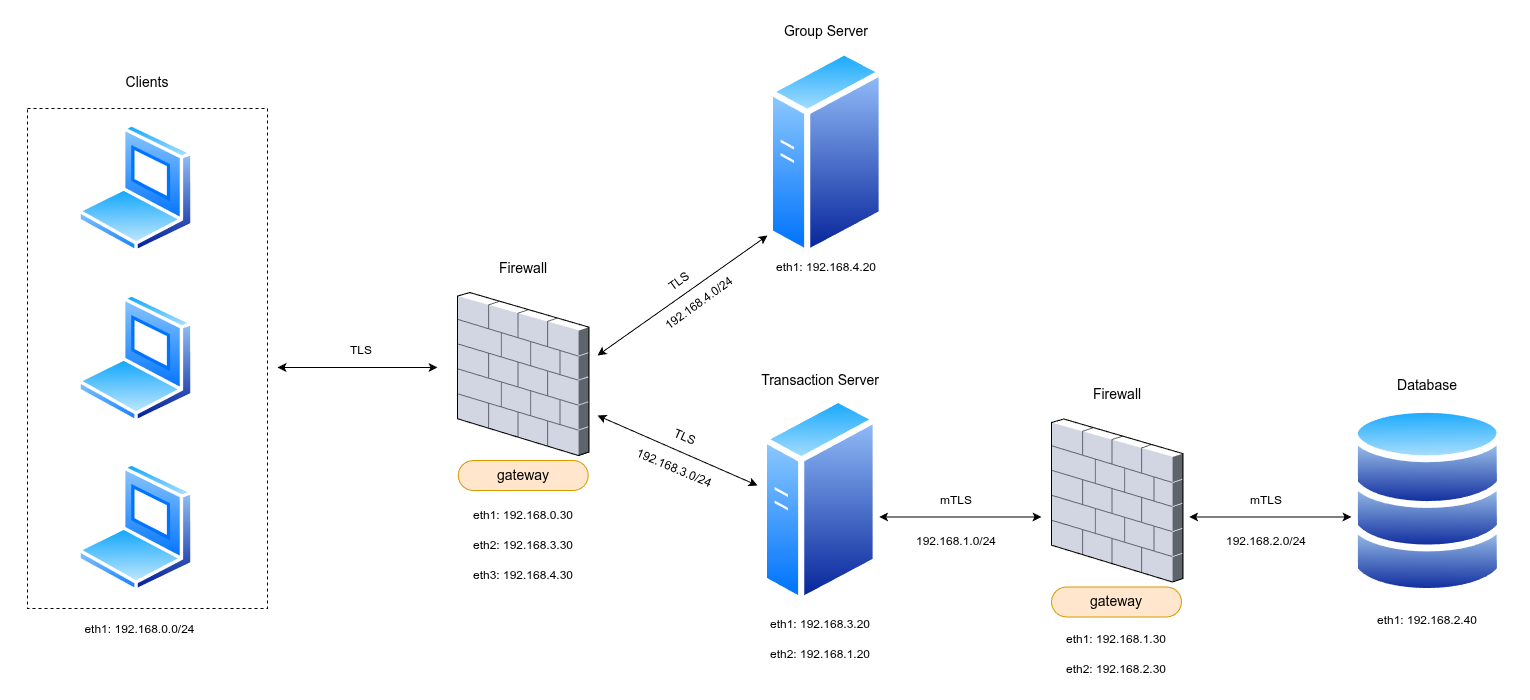 Group Server
Clients
eth1: 192.168.4.20
Firewall
TLS
192.168.4.0/24
TLS
gateway
eth1: 192.168.0.30
eth2: 192.168.3.30
eth3: 192.168.4.30
TLS
192.168.3.0/24
Transaction Server
eth1: 192.168.3.20
eth2: 192.168.1.20
mTLS
192.168.1.0/24
Firewall
gateway
eth1: 192.168.1.30
eth2: 192.168.2.30
mTLS
192.168.2.0/24
Database
eth1: 192.168.2.40
eth1: 192.168.0.0/24